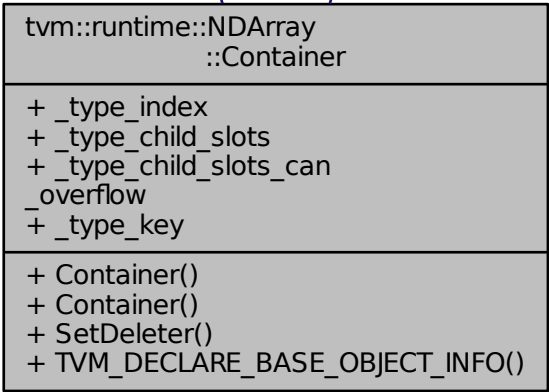 tvm::runtime::NDArray
::Container
+ _type_index
+ _type_child_slots
+ _type_child_slots_can
_overflow
+ _type_key
+ Container()
+ Container()
+ SetDeleter()
+ TVM_DECLARE_BASE_OBJECT_INFO()